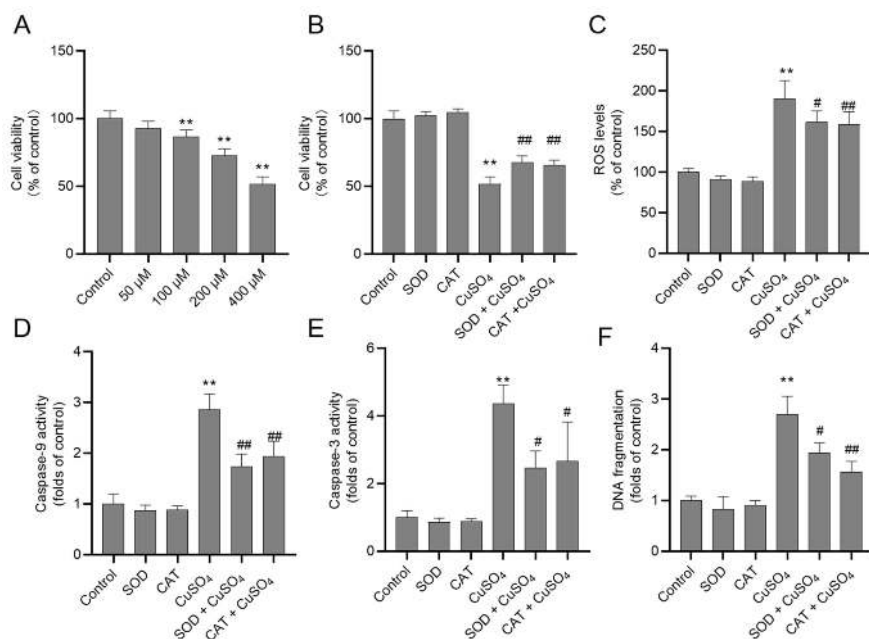 A
Cell viability
(% of control)
150
100
50
0
**
**
**
Control
50 µM
100 µM
200 µM
400 µM
B
Cell viability
(% of control)
150
100
50
0
**
##
##
Control
SOD
CAT
CuSO₄
SOD + CuSO₄
CAT +CuSO₄
C
ROS levels
(% of control)
250
200
150
100
50
0
**
#
##
Control
SOD
CAT
CuSO₄
SOD + CuSO₄
CAT + CuSO₄
D
Caspase-9 activity
(folds of control)
4
3
2
1
0
**
##
##
Control
SOD
CAT
CuSO₄
SOD + CuSO₄
CAT + CuSO₄
E
Caspase-3 activity
(folds of control)
6
4
2
0
**
#
#
Control
SOD
CAT
CuSO₄
SOD + CuSO₄
CAT + CuSO₄
F
DNA fragmentation
(folds of control)
4
3
2
1
0
**
#
##
Control
SOD
CAT
CuSO₄
SOD + CuSO₄
CAT + CuSO₄